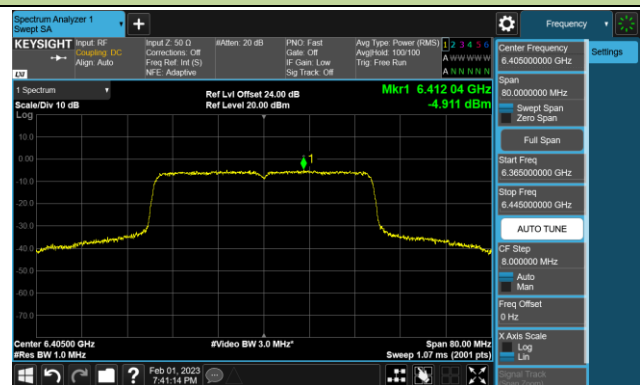 Spectrum Analyzer 1
Swept SA
Frequency
KEYSIGHT
Input: RF
Coupling: DC
Align: Auto
Input Z: 50 Ω
Corrections: Off
Freq Ref: Int (S)
NFE: Adaptive
#Atten: 20 dB
PNO: Fast
Gate: Off
IF Gain: Low
Sig Track: Off
Avg Type: Power (RMS)
Avg|Hold: 100/100
Trig: Free Run
1 2 3 4 5 6
A W W W W W
A N N N N N
LXI
1 Spectrum
Scale/Div 10 dB
Log
Ref Lvl Offset 24.00 dB
Ref Level 20.00 dBm
Mkr1 6.412 04 GHz
-4.911 dBm
10.0
0.00
-10.0
-20.0
-30.0
-40.0
-50.0
-60.0
-70.0
1
Center 6.40500 GHz
#Res BW 1.0 MHz
#Video BW 3.0 MHz*
Span 80.00 MHz
Sweep 1.07 ms (2001 pts)
Center Frequency
6.405000000 GHz
Span
80.0000000 MHz
Swept Span
Zero Span
Full Span
Start Freq
6.365000000 GHz
Stop Freq
6.445000000 GHz
AUTO TUNE
CF Step
8.000000 MHz
Auto
Man
Freq Offset
0 Hz
X Axis Scale
Log
Lin
Signal Track
(Span Zoom)
Settings
Feb 01, 2023
7:41:14 PM